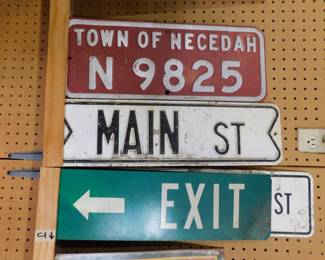 TOWN OF NECEDAH
N 9825
MAIN ST
EXIT
ST